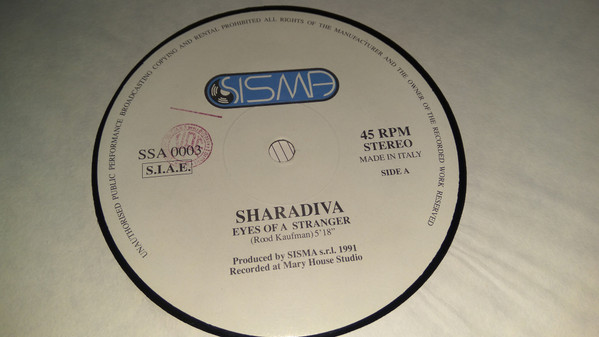 UNAUTHORISED PUBLIC PERFORMANCE BROADCASTING COPYING AND RENTAL PROHIBITED ALL RIGHTS OF THE MANUFACTURER AND THE OWNER OF THE RECORDED WORK RESERVED
SISMA
SSA 0003
S.I.A.E.
45 RPM
STEREO
MADE IN ITALY
SIDE A
SHARADIVA
EYES OF A STRANGER
(Rood Kaufman) 5'18"
Produced by SISMA s.r.l. 1991
Recorded at Mary House Studio